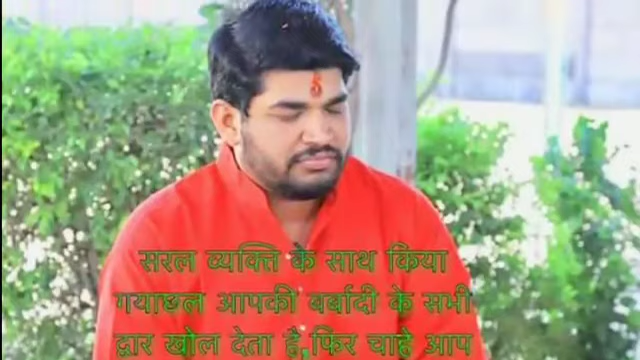 सरल व्यक्ति के साथ किया
गयाछल आपकी बर्बादी के सभी
द्वार खोल देता है,फिर चाहे आप